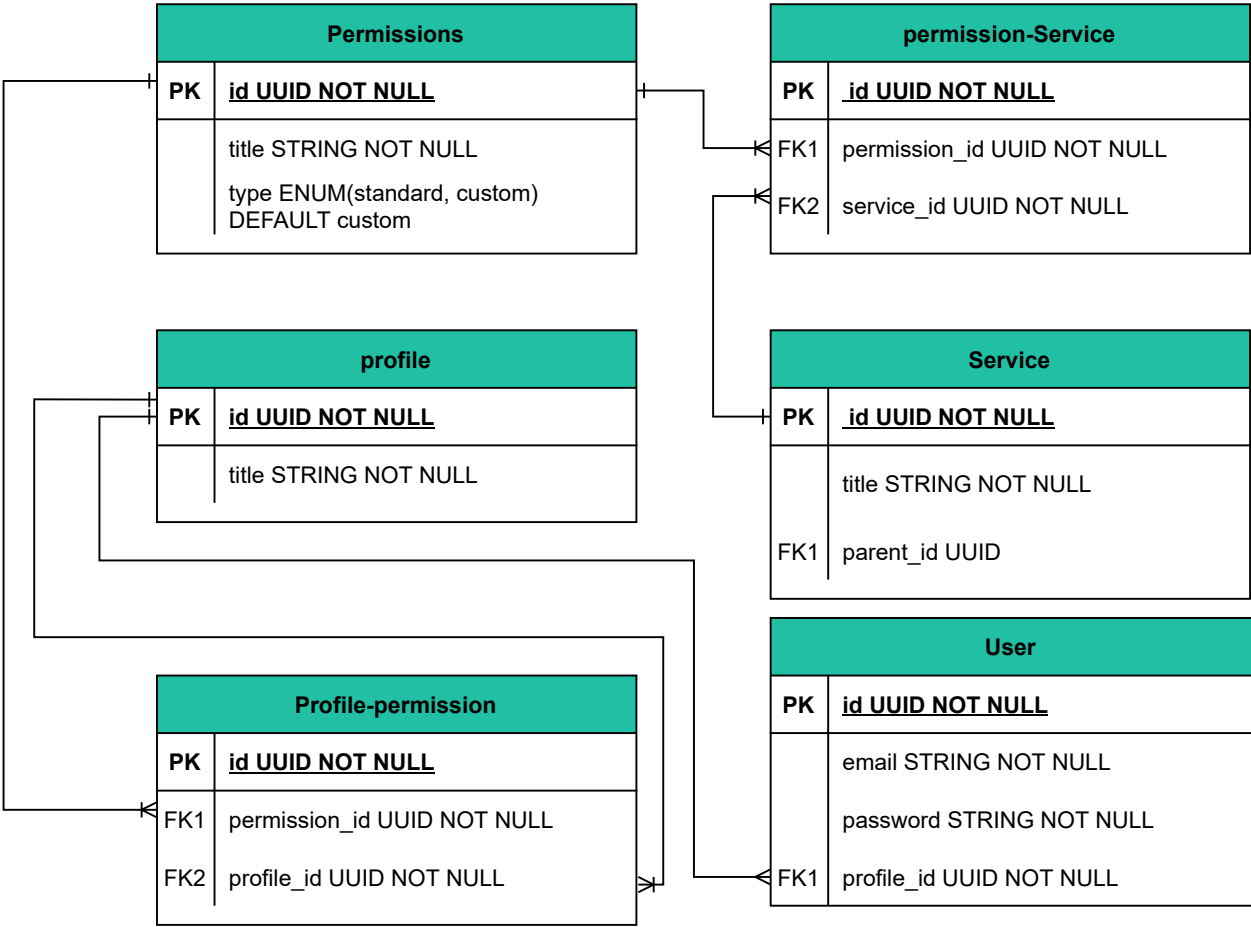 Permissions
PK id UUID NOT NULL
title STRING NOT NULL
type ENUM(standard, custom)
DEFAULT custom
permission-Service
PK id UUID NOT NULL
FK1 permission_id UUID NOT NULL
FK2 service_id UUID NOT NULL
profile
PK id UUID NOT NULL
title STRING NOT NULL
Service
PK id UUID NOT NULL
title STRING NOT NULL
FK1 parent_id UUID
Profile-permission
PK id UUID NOT NULL
FK1 permission_id UUID NOT NULL
FK2 profile_id UUID NOT NULL
User
PK id UUID NOT NULL
email STRING NOT NULL
password STRING NOT NULL
FK1 profile_id UUID NOT NULL